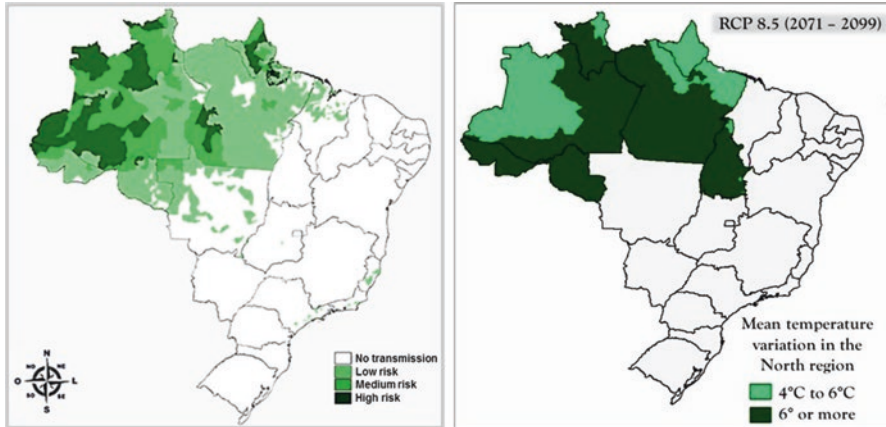 N
NO
NE
O
L
SO
SE
S
No transmission
Low risk
Medium risk
High risk
RCP 8.5 (2071 – 2099)
Mean temperature
variation in the
North region
4°C to 6°C
6° or more